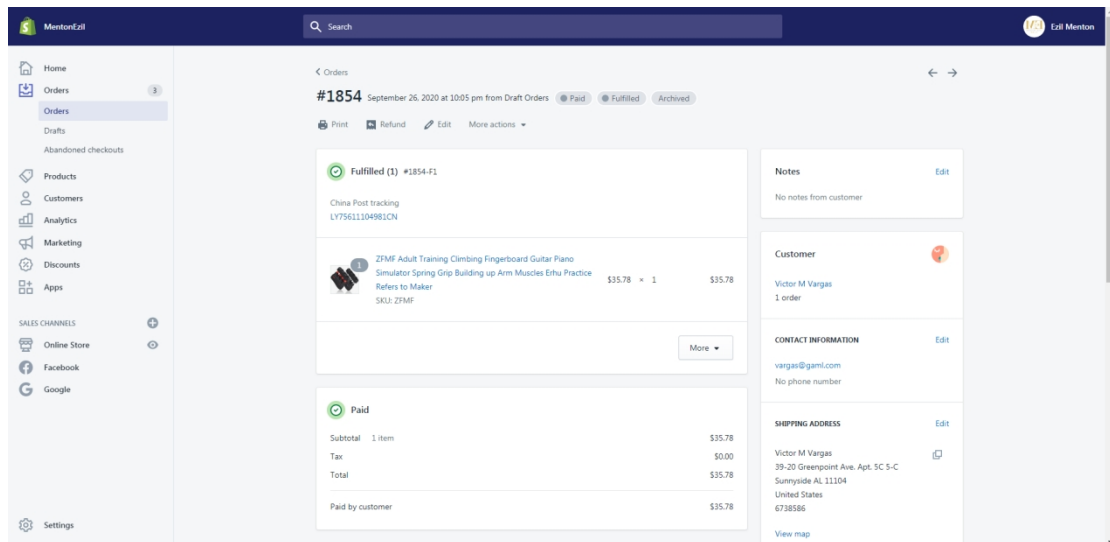 MentonEzil
Search
Ezil Menton
Home
Orders 3
Orders
Drafts
Abandoned checkouts
Products
Customers
Analytics
Marketing
Discounts
Apps
SALES CHANNELS
Online Store
Facebook
Google
Settings
Orders
#1854 September 26, 2020 at 10:05 pm from Draft Orders Paid Fulfilled Archived
Print Refund Edit More actions
Fulfilled (1) #1854-F1
China Post tracking
LY75611104981CN
1
ZFMF Adult Training Climbing Fingerboard Guitar Piano
Simulator Spring Grip Building up Arm Muscles Erhu Practice
Refers to Maker
SKU: ZFMF
$35.78 × 1 $35.78
More
Paid
Subtotal 1 item $35.78
Tax $0.00
Total $35.78
Paid by customer $35.78
Notes Edit
No notes from customer
Customer
Victor M Vargas
1 order
CONTACT INFORMATION Edit
vargas@gaml.com
No phone number
SHIPPING ADDRESS Edit
Victor M Vargas
39-20 Greenpoint Ave. Apt. 5C 5-C
Sunnyside AL 11104
United States
6738586
View map